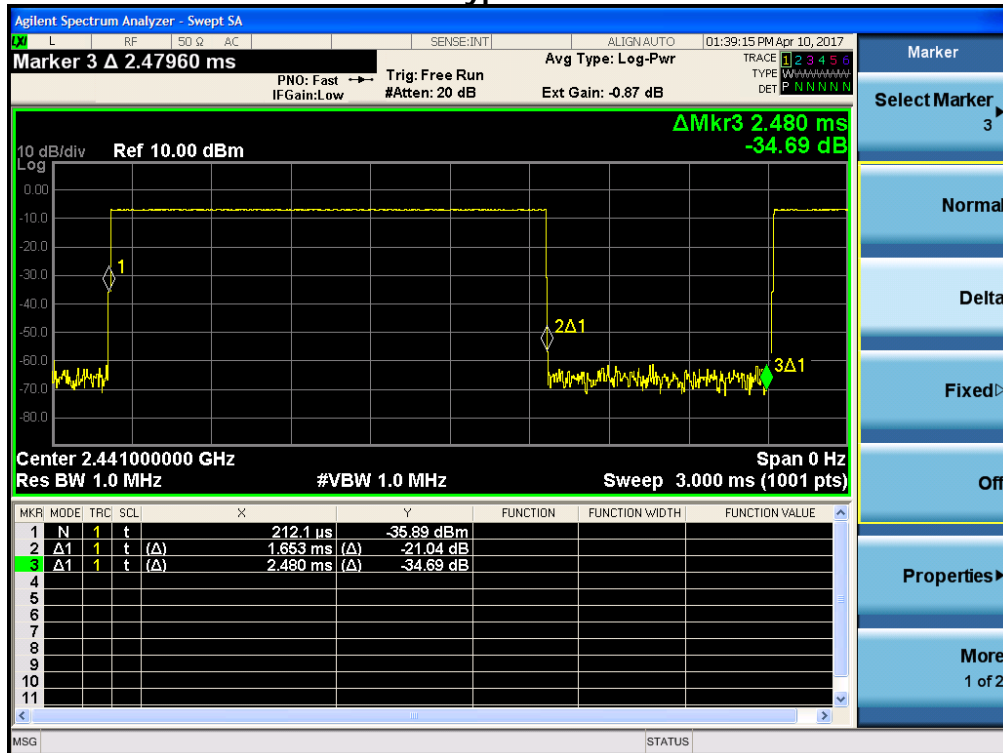 Agilent Spectrum Analyzer - Swept SA
LXI L RF 50 Ω AC SENSE:INT ALIGN AUTO 01:39:15 PM Apr 10, 2017
Marker 3 Δ 2.47960 ms
PNO: Fast
IFGain:Low
Trig: Free Run
#Atten: 20 dB
Avg Type: Log-Pwr
Ext Gain: -0.87 dB
TRACE 1 2 3 4 5 6
TYPE WWWWWW
DET P N N N N N
ΔMkr3 2.480 ms
-34.69 dB
10 dB/div Ref 10.00 dBm
Log
0.00
-10.0
-20.0
-30.0
-40.0
-50.0
-60.0
-70.0
-80.0
1
2Δ1
3Δ1
Center 2.441000000 GHz Span 0 Hz
Res BW 1.0 MHz #VBW 1.0 MHz Sweep 3.000 ms (1001 pts)
MKR MODE TRC SCL X Y FUNCTION FUNCTION WIDTH FUNCTION VALUE
1 N 1 t 212.1 µs -35.89 dBm
2 Δ1 1 t (Δ) 1.653 ms (Δ) -21.04 dB
3 Δ1 1 t (Δ) 2.480 ms (Δ) -34.69 dB
4
5
6
7
8
9
10
11
MSG STATUS
Marker
Select Marker
3
Normal
Delta
Fixed
Off
Properties
More
1 of 2